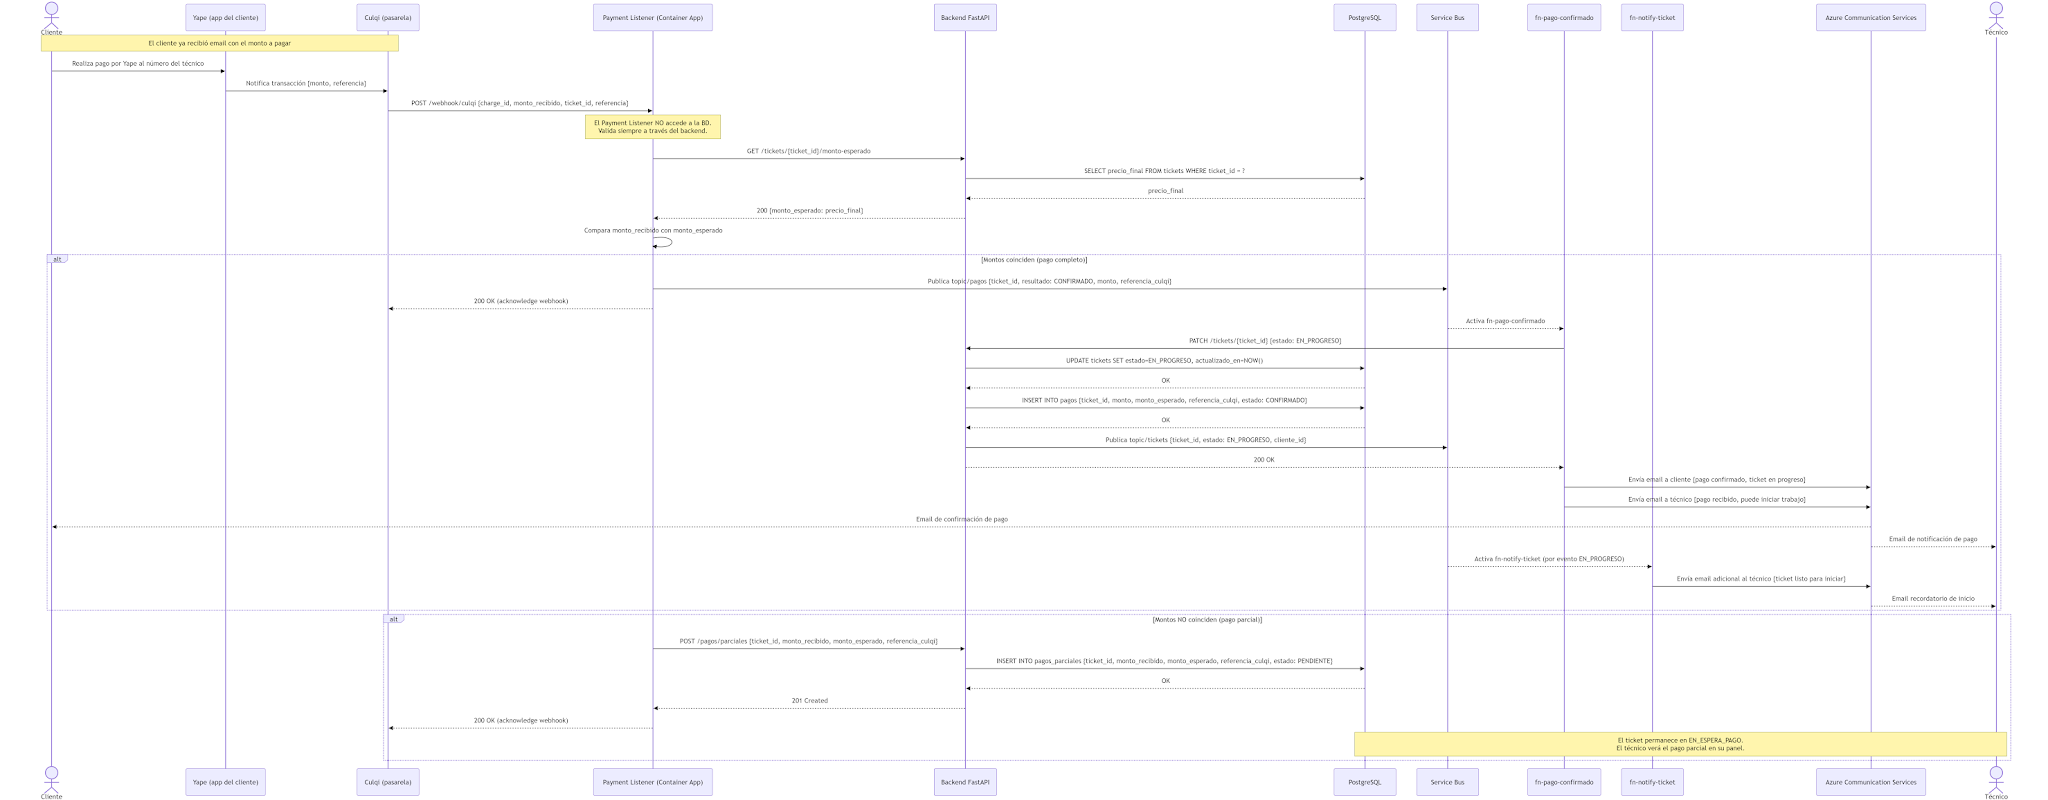 Cliente
Yape (app del cliente)
Culqi (pasarela)
Payment Listener (Container App)
Backend FastAPI
PostgreSQL
Service Bus
fn-pago-confirmado
fn-notify-ticket
Azure Communication Services
Técnico
El cliente ya recibió email con el monto a pagar
Realiza pago por Yape al número del técnico
Notifica transacción [monto, referencia]
POST /webhook/culqi [charge_id, monto_recibido, ticket_id, referencia]
El Payment Listener NO accede a la BD.
Valida siempre a través del backend.
GET /tickets/[ticket_id]/monto-esperado
SELECT precio_final FROM tickets WHERE ticket_id = ?
precio_final
200 [monto_esperado: precio_final]
Compara monto_recibido con monto_esperado
alt
[Montos coinciden (pago completo)]
Publica topic/pagos [ticket_id, resultado: CONFIRMADO, monto, referencia_culqi]
200 OK (acknowledge webhook)
Activa fn-pago-confirmado
PATCH /tickets/[ticket_id] [estado: EN_PROGRESO]
UPDATE tickets SET estado=EN_PROGRESO, actualizado_en=NOW()
OK
INSERT INTO pagos [ticket_id, monto, monto_esperado, referencia_culqi, estado: CONFIRMADO]
OK
Publica topic/tickets [ticket_id, estado: EN_PROGRESO, cliente_id]
200 OK
Envía email a cliente [pago confirmado, ticket en progreso]
Envía email a técnico [pago recibido, puede iniciar trabajo]
Email de confirmación de pago
Email de notificación de pago
Activa fn-notify-ticket (por evento EN_PROGRESO)
Envía email adicional al técnico [ticket listo para iniciar]
Email recordatorio de inicio
alt
[Montos NO coinciden (pago parcial)]
POST /pagos/parciales [ticket_id, monto_recibido, monto_esperado, referencia_culqi]
INSERT INTO pagos_parciales [ticket_id, monto_recibido, monto_esperado, referencia_culqi, estado: PENDIENTE]
OK
201 Created
200 OK (acknowledge webhook)
El ticket permanece en EN_ESPERA_PAGO.
El técnico verá el pago parcial en su panel.
Cliente
Yape (app del cliente)
Culqi (pasarela)
Payment Listener (Container App)
Backend FastAPI
PostgreSQL
Service Bus
fn-pago-confirmado
fn-notify-ticket
Azure Communication Services
Técnico